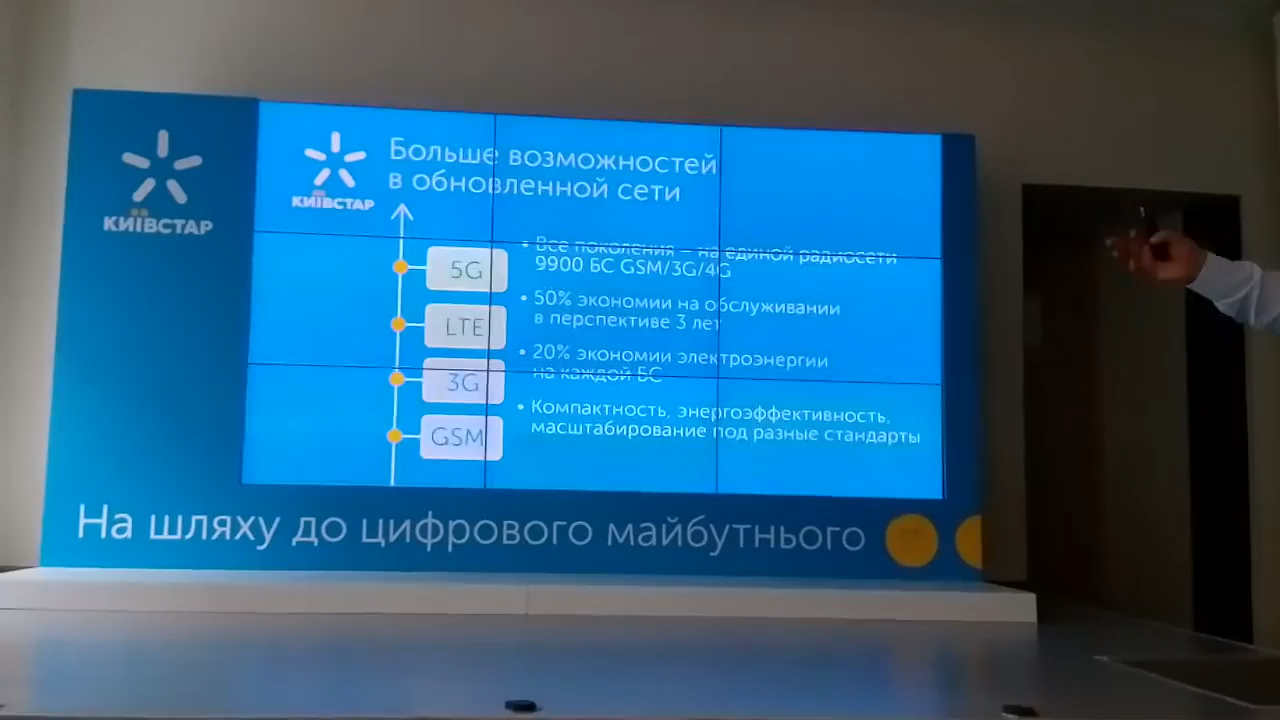 КИЇВСТАР
КИЇВСТАР
Больше возможностей
в обновленной сети
5G
LTE
3G
GSM
• Все поколения – на единой радиосети
9900 БС GSM/3G/4G
• 50% экономии на обслуживании
в перспективе 3 лет
• 20% экономии электроэнергии
на каждой БС
• Компактность, энергоэффективность,
масштабирование под разные стандарты
На шляху до цифрового майбутнього